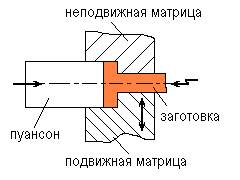 неподвижная матрица
заготовка
пуансон
подвижная матрица